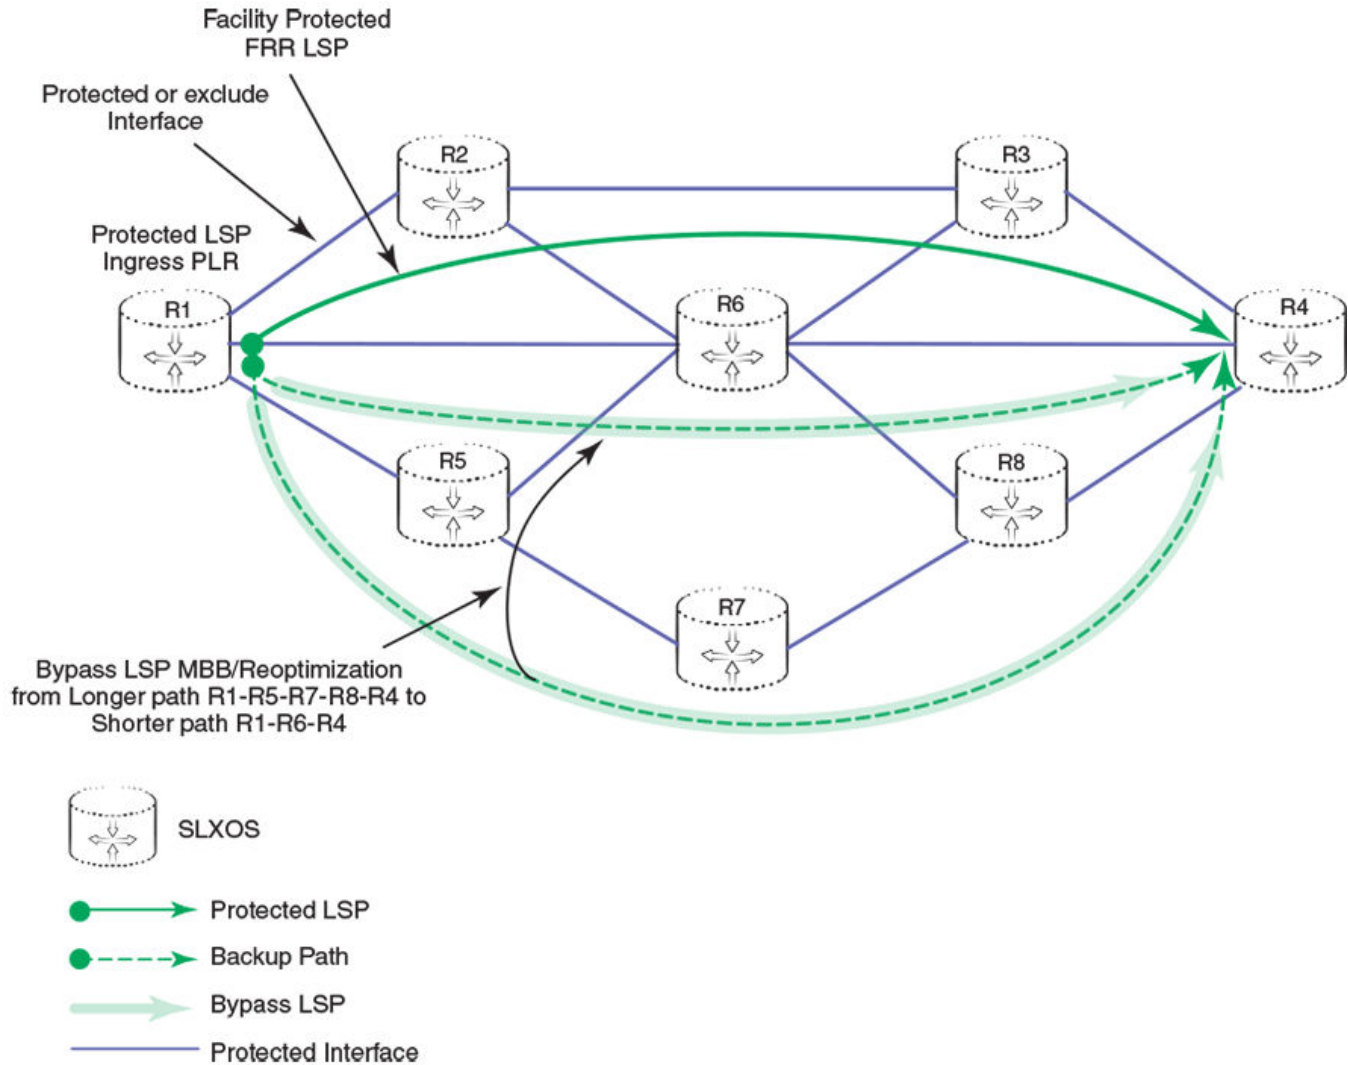 Facility Protected
FRR LSP
Protected or exclude
Interface
R2
R3
Protected LSP
Ingress PLR
R1
R6
R4
R5
R8
R7
Bypass LSP MBB/Reoptimization
from Longer path R1-R5-R7-R8-R4 to
Shorter path R1-R6-R4
SLXOS
Protected LSP
Backup Path
Bypass LSP
Protected Interface